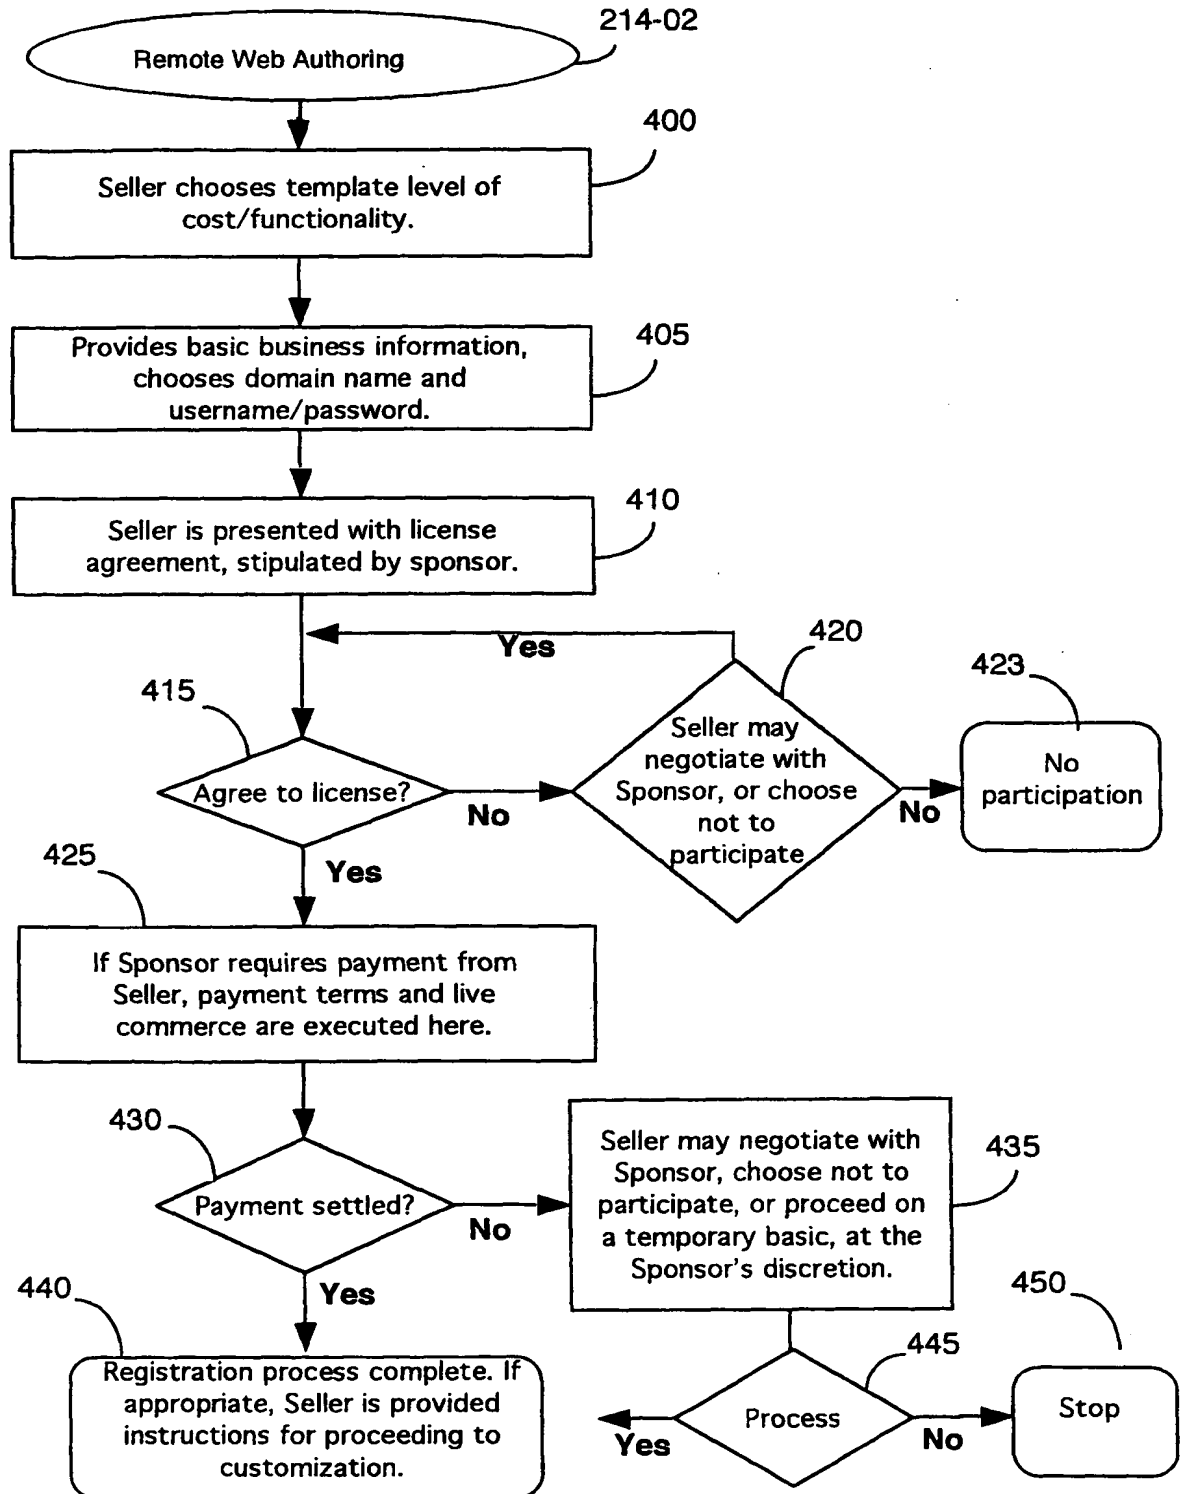 214-02
Remote Web Authoring
400
Seller chooses template level of
cost/functionality.
405
Provides basic business information,
chooses domain name and
username/password.
410
Seller is presented with license
agreement, stipulated by sponsor.
Yes
420
423
415
Seller may
negotiate with
Sponsor, or choose
not to
participate
No
participation
Agree to license?
No
No
425
Yes
If Sponsor requires payment from
Seller, payment terms and live
commerce are executed here.
430
Payment settled?
No
Seller may negotiate with
Sponsor, choose not to
participate, or proceed on
a temporary basic, at the
Sponsor's discretion.
435
440
Yes
450
445
Registration process complete. If
appropriate, Seller is provided
instructions for proceeding to
customization.
Process
Yes
No
Stop